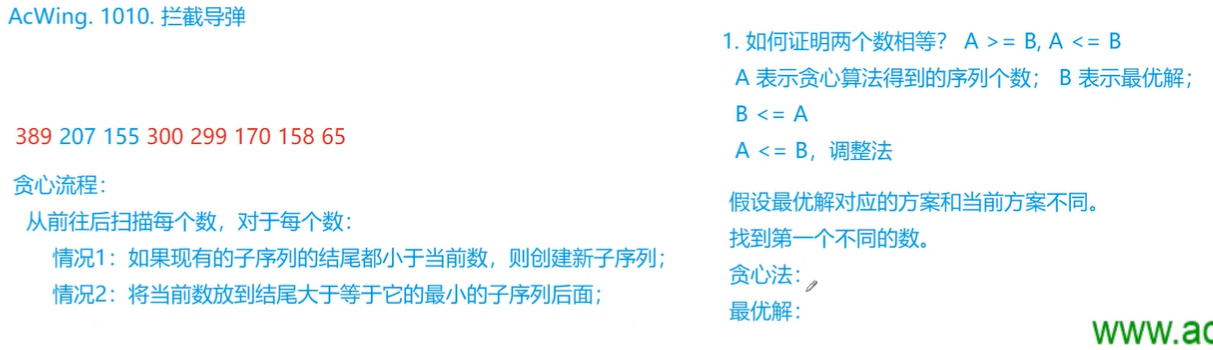 AcWing. 1010. 拦截导弹
389 207 155 300 299 170 158 65
贪心流程：
从前往后扫描每个数，对于每个数：
情况1：如果现有的子序列的结尾都小于当前数，则创建新子序列；
情况2：将当前数放到结尾大于等于它的最小的子序列后面；
1. 如何证明两个数相等？ A >= B, A <= B
A 表示贪心算法得到的序列个数； B 表示最优解；
B <= A
A <= B，调整法
假设最优解对应的方案和当前方案不同。
找到第一个不同的数。
贪心法：
最优解：
www.ac